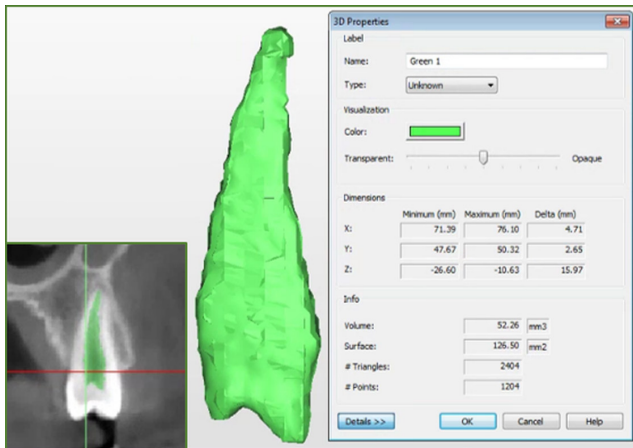 3D Properties
Label
Name: Green 1
Type: Unknown
Visualization
Color:
Transparent: Opaque
Dimensions
Minimum (mm) Maximum (mm) Delta (mm)
X: 71.39 76.10 4.71
Y: 47.67 50.32 2.65
Z: -26.60 -10.63 15.97
Info
Volume: 52.26 mm3
Surface: 126.50 mm2
# Triangles: 2404
# Points: 1204
Details >> OK Cancel Help